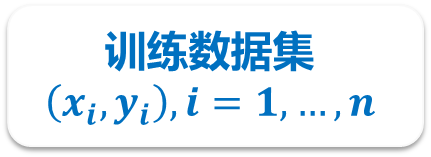 训练数据集
(xᵢ, yᵢ), i = 1, …, n